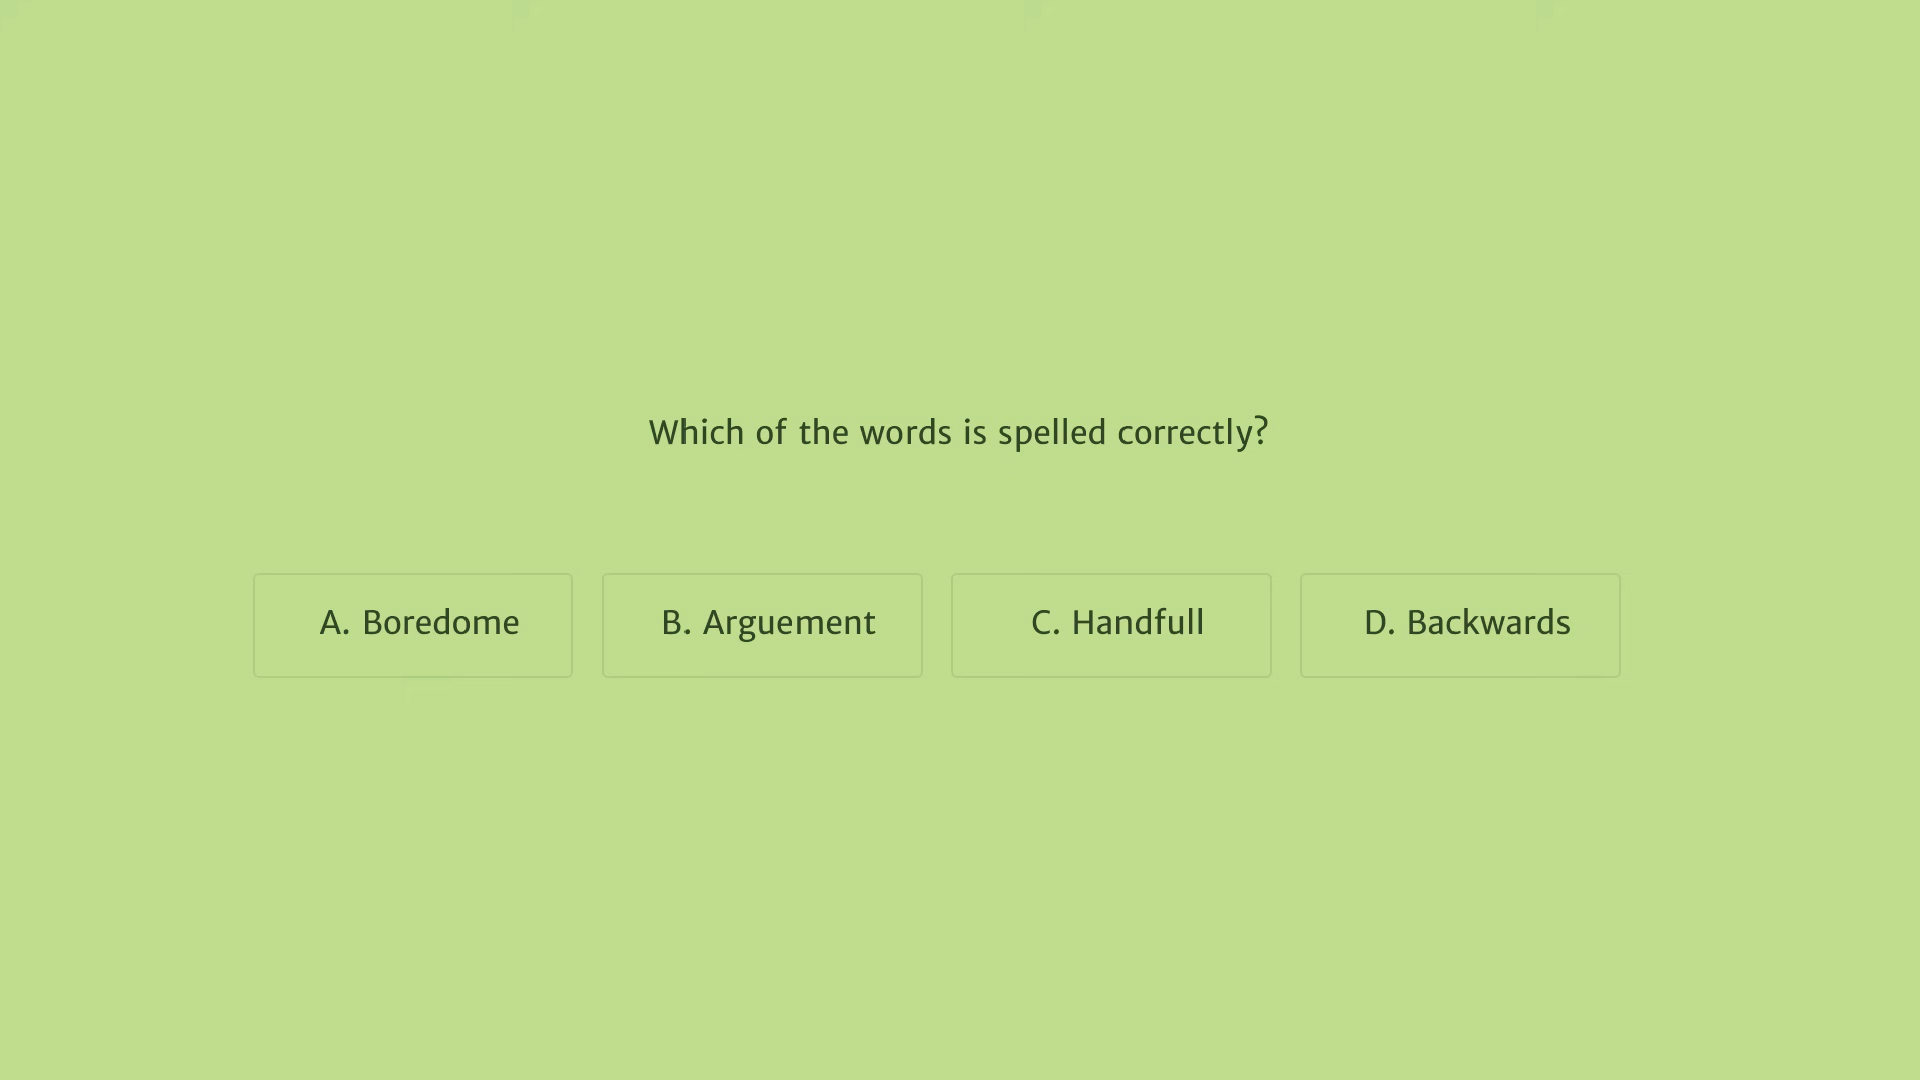 Which of the words is spelled correctly?
A. Boredome
B. Arguement
C. Handfull
D. Backwards